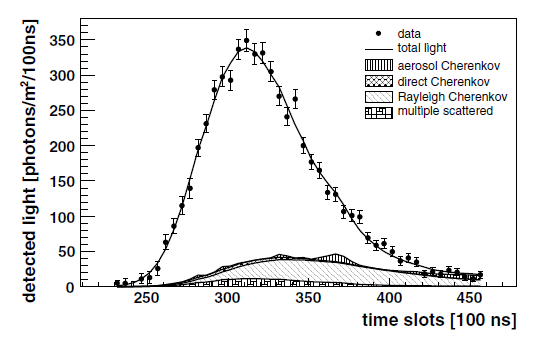 detected light [photons/m²/100ns]
350
300
250
200
150
100
50
0
data
total light
aerosol Cherenkov
direct Cherenkov
Rayleigh Cherenkov
multiple scattered
250
300
350
400
450
time slots [100 ns]